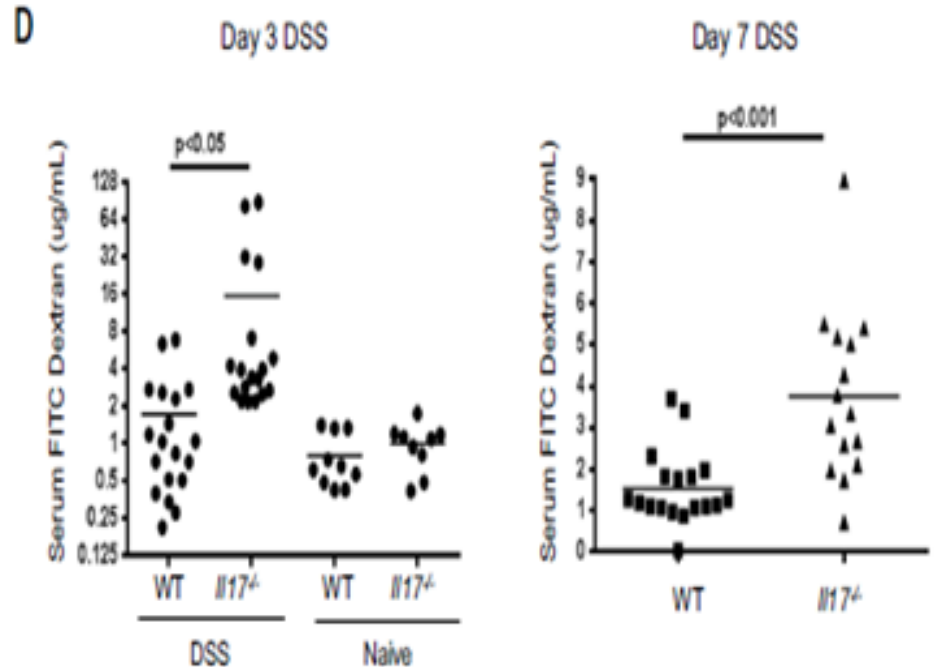 D
Day 3 DSS
Day 7 DSS
p<0.05
p<0.001
Serum FITC Dextran (ug/mL)
128
64
32
16
8
4
2
1
0.5
0.25
0.125
WT
Il17-/-
WT
Il17-/-
DSS
Naive
Serum FITC Dextran (ug/mL)
9
8
7
6
5
4
3
2
1
0
WT
Il17-/-